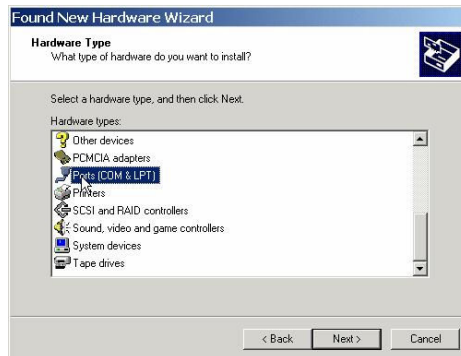 Found New Hardware Wizard
Hardware Type
What type of hardware do you want to install?
Select a hardware type, and then click Next.
Hardware types:
Other devices
PCMCIA adapters
Ports (COM & LPT)
Printers
SCSI and RAID controllers
Sound, video and game controllers
System devices
Tape drives
< Back
Next >
Cancel